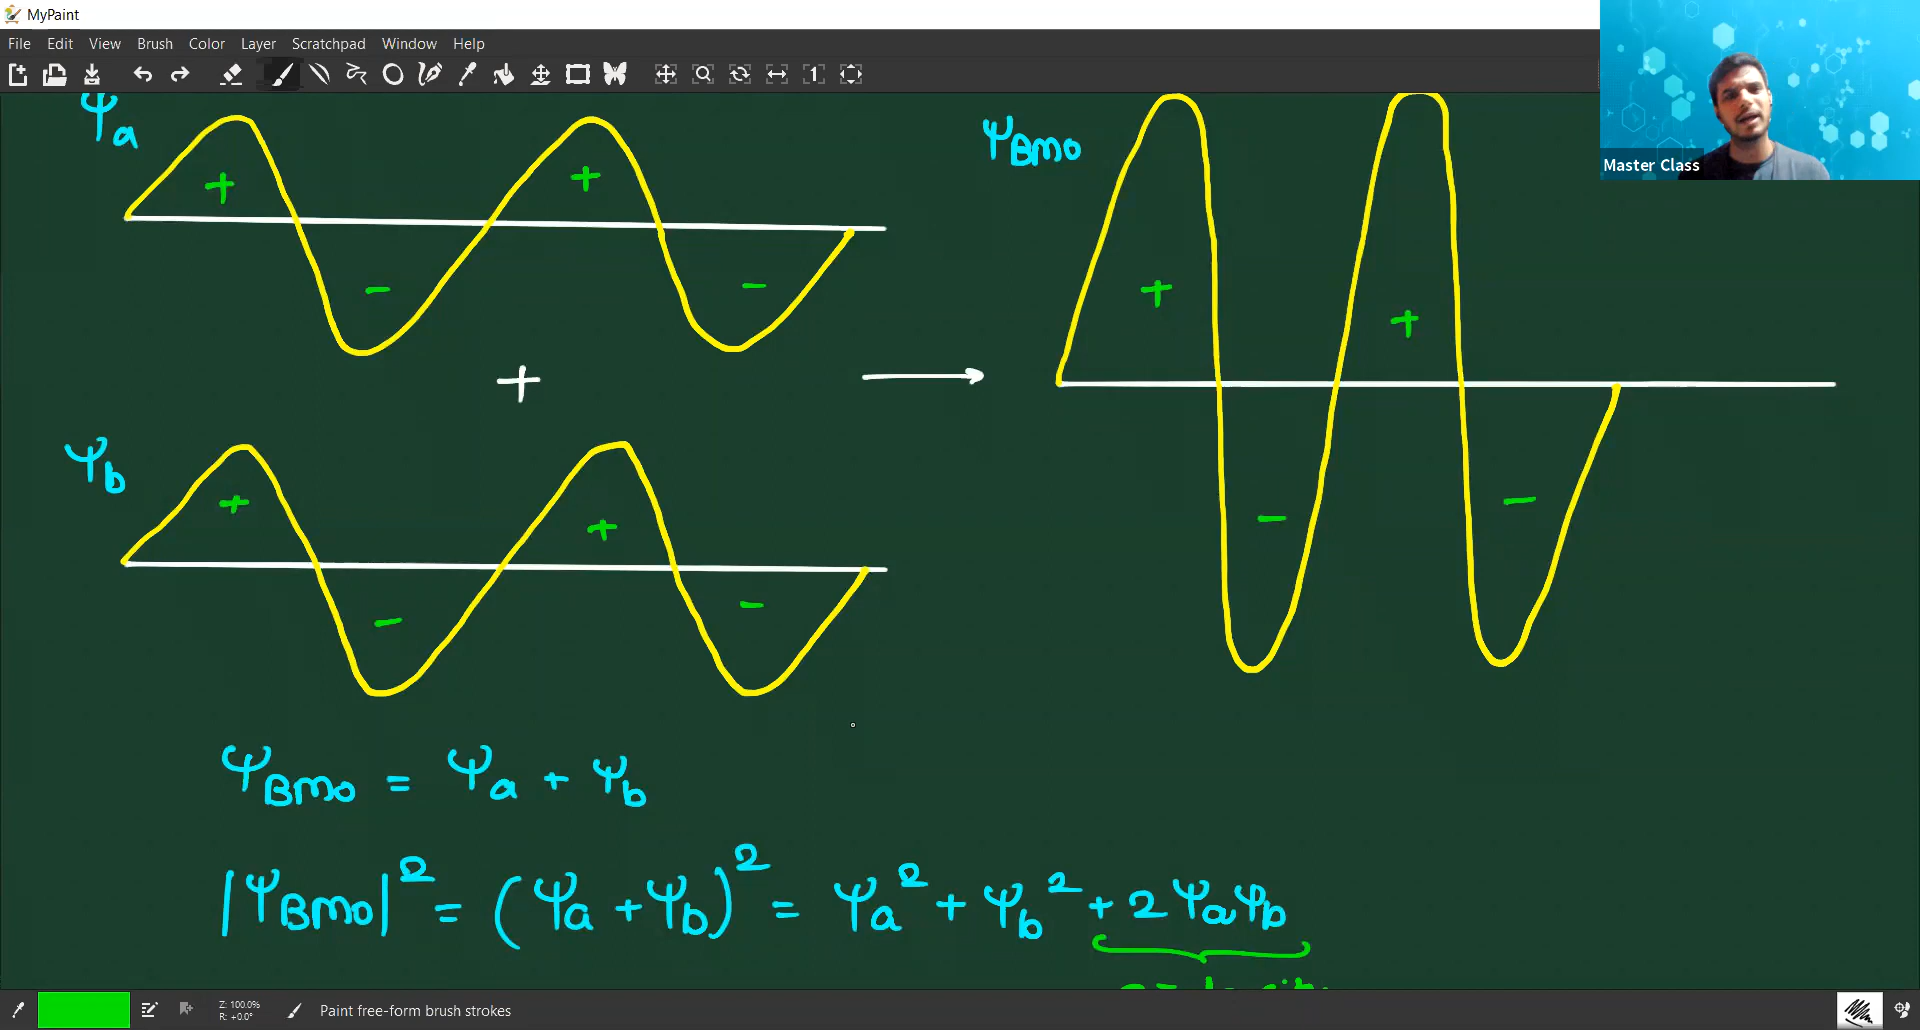 MyPaint
File Edit View Brush Color Layer Scratchpad Window Help
Master Class
Ψa
+ - + -
ΨBMO
+ - + -
+ →
Ψb
+ - + -
ΨBMO = Ψa + Ψb
|ΨBMO|² = (Ψa + Ψb)² = Ψa² + Ψb² + 2ΨaΨb
Z: 100.0%
R: +0.0°
Paint free-form brush strokes